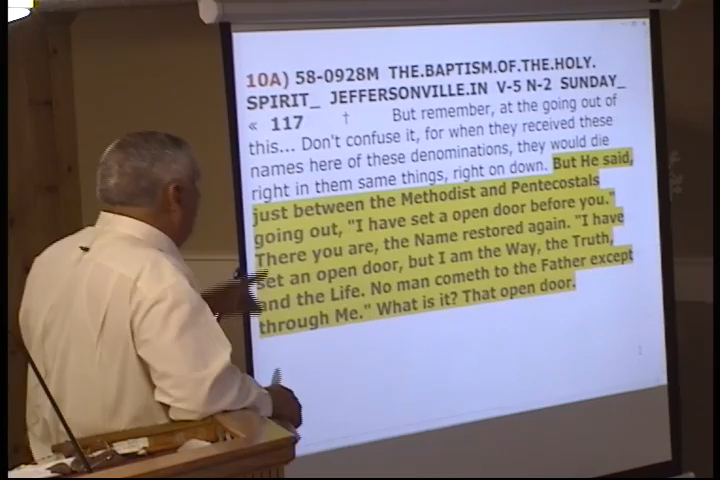 10A) 58-0928M THE.BAPTISM.OF.THE.HOLY.
SPIRIT_ JEFFERSONVILLE.IN V-5 N-2 SUNDAY_
« 117 † But remember, at the going out of
this... Don't confuse it, for when they received these
names here of these denominations, they would die
right in them same things, right on down. But He said,
just between the Methodist and Pentecostals
going out, "I have set a open door before you."
There you are, the Name restored again. "I have
set an open door, but I am the Way, the Truth,
and the Life. No man cometh to the Father except
through Me." What is it? That open door.